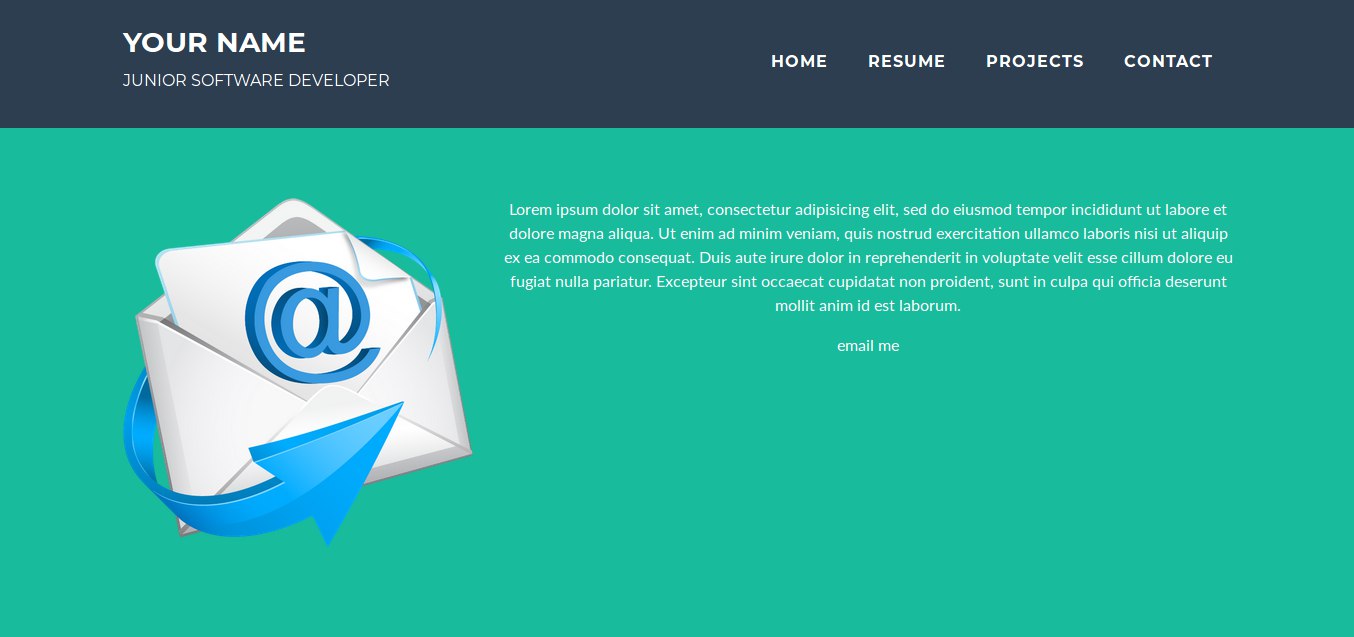 YOUR NAME
JUNIOR SOFTWARE DEVELOPER
HOME RESUME PROJECTS CONTACT
@
Lorem ipsum dolor sit amet, consectetur adipisicing elit, sed do eiusmod tempor incididunt ut labore et
dolore magna aliqua. Ut enim ad minim veniam, quis nostrud exercitation ullamco laboris nisi ut aliquip
ex ea commodo consequat. Duis aute irure dolor in reprehenderit in voluptate velit esse cillum dolore eu
fugiat nulla pariatur. Excepteur sint occaecat cupidatat non proident, sunt in culpa qui officia deserunt
mollit anim id est laborum.
email me